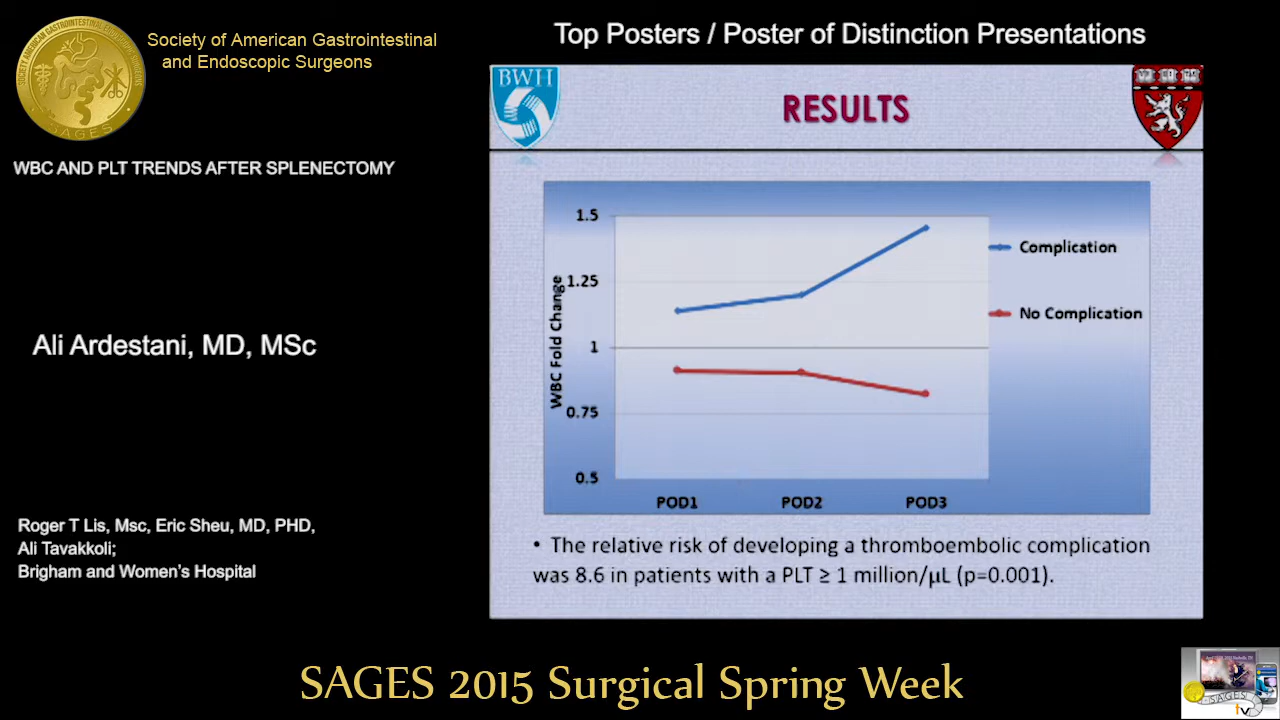 Society of American Gastrointestinal
and Endoscopic Surgeons
Top Posters / Poster of Distinction Presentations
WBC AND PLT TRENDS AFTER SPLENECTOMY
Ali Ardestani, MD, MSc
Roger T Lis, Msc, Eric Sheu, MD, PHD,
Ali Tavakkoli;
Brigham and Women's Hospital
BWH
RESULTS
WBC Fold Change
1.5
1.25
1
0.75
0.5
POD1 POD2 POD3
Complication
No Complication
• The relative risk of developing a thromboembolic complication
was 8.6 in patients with a PLT ≥ 1 million/μL (p=0.001).
SAGES 2015 Surgical Spring Week
SAGES
tv